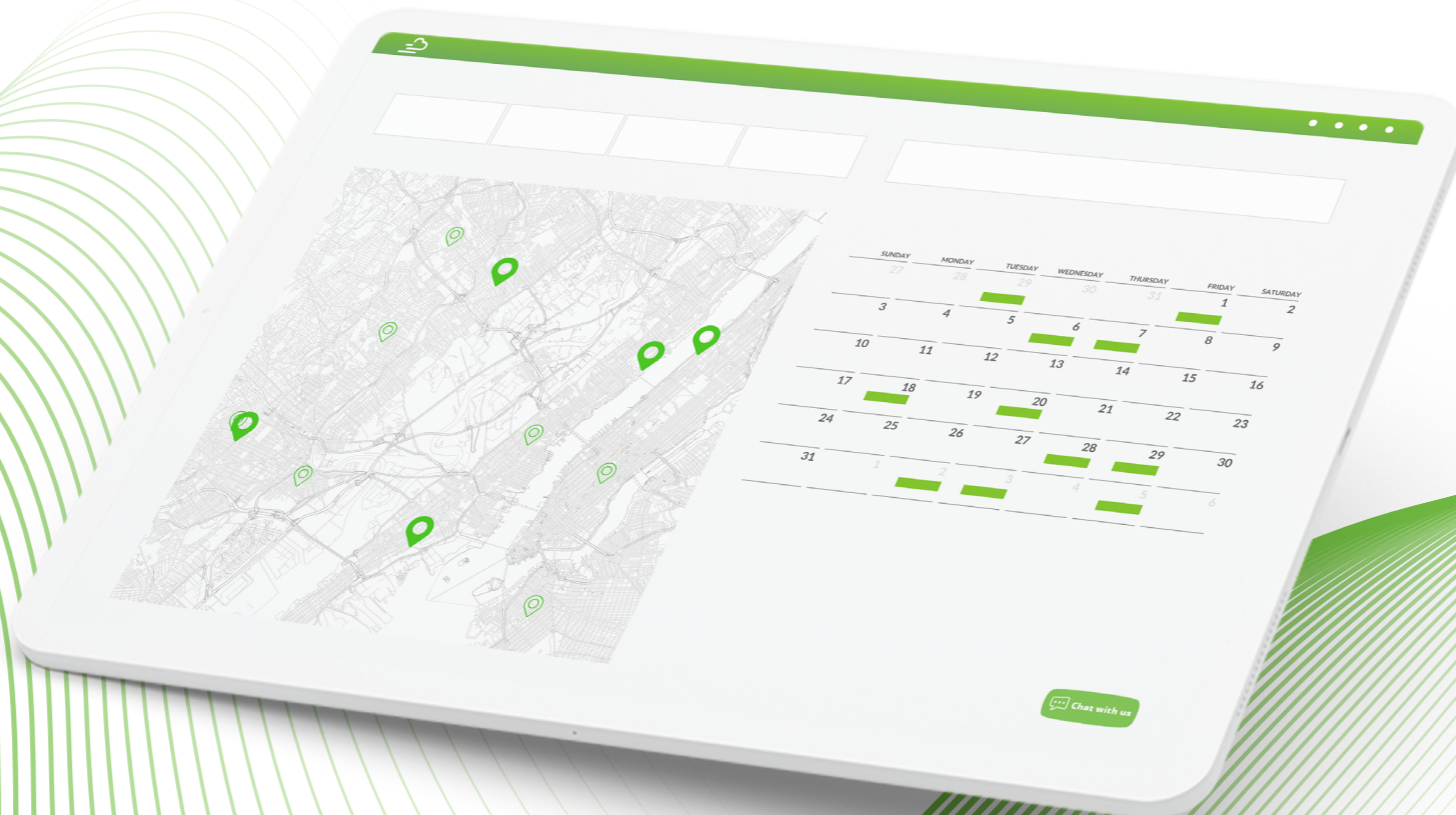 SUNDAY MONDAY TUESDAY WEDNESDAY THURSDAY FRIDAY SATURDAY
27 28 29 30 31 1 2
3 4 5 6 7 8 9
10 11 12 13 14 15 16
17 18 19 20 21 22 23
24 25 26 27 28 29 30
31 1 2 3 4 5 6
Chat with us